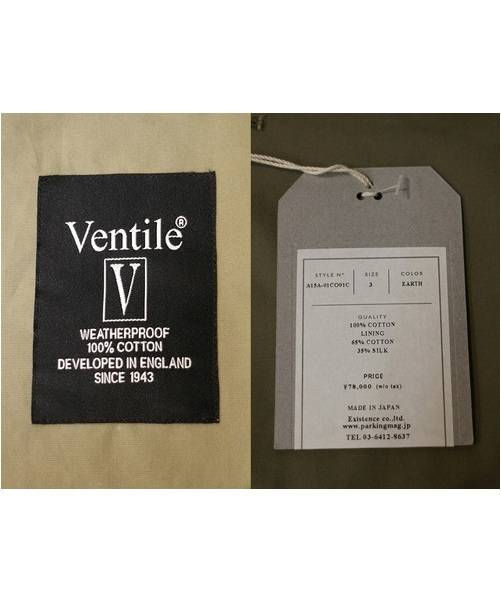 Ventile®
V
WEATHERPROOF
100% COTTON
DEVELOPED IN ENGLAND
SINCE 1943
STYLE Nº SIZE COLOR
A15A-01CO01C 3 EARTH
QUALITY
100% COTTON
LINING
65% COTTON
35% SILK
PRICE
¥78,000 (w/o tax)
MADE IN JAPAN
Existence co.,ltd.
www.parkingmag.jp
TEL 03-6412-8637